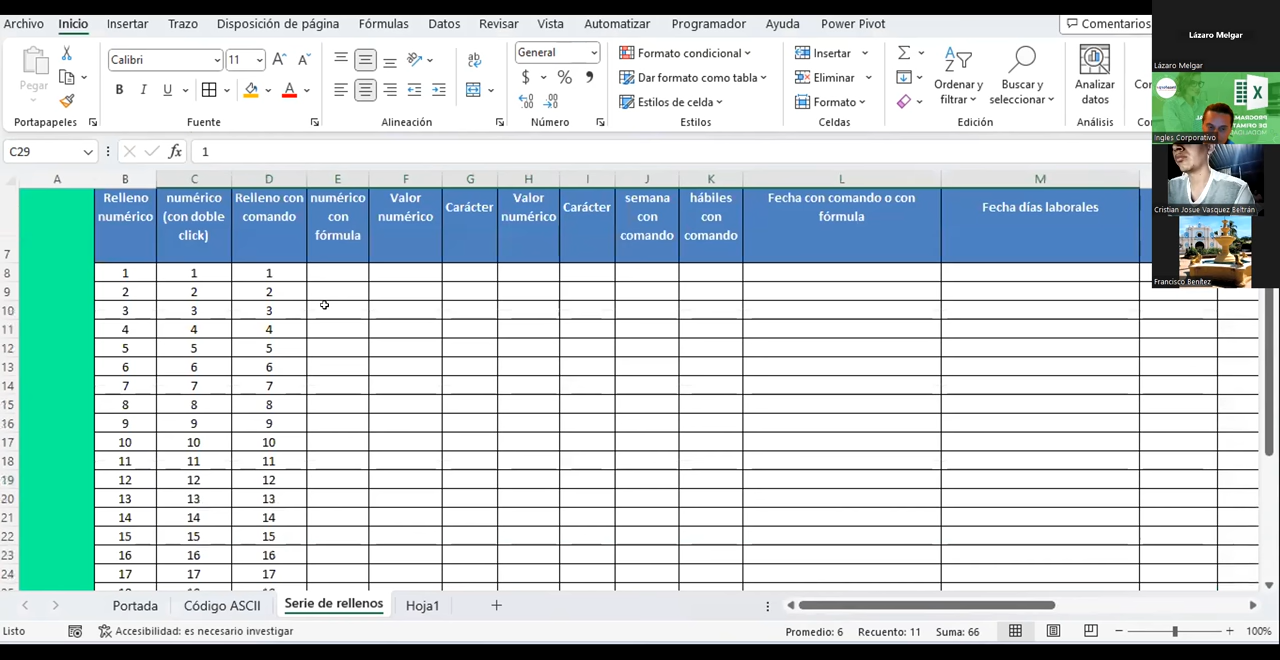 Archivo Inicio Insertar Trazo Disposición de página Fórmulas Datos Revisar Vista Automatizar Programador Ayuda Power Pivot Comentarios
Lázaro Melgar
Lázaro Melgar
Pegar
Calibri 11
N K S
General
$ %
Formato condicional
Dar formato como tabla
Estilos de celda
Insertar
Eliminar
Formato
Ordenar y filtrar
Buscar y seleccionar
Analizar datos
Portapapeles Fuente Alineación Número Estilos Celdas Edición Análisis
Ingles Corporativo
Cristian Josue Vasquez Beltran
Francisco Benítez
C29 fx 1
A B C D E F G H I J K L M
7 Relleno numérico numérico (con doble click) Relleno con comando numérico con fórmula Valor numérico Carácter Valor numérico Carácter semana con comando hábiles con comando Fecha con comando o con fórmula Fecha días laborales
8 1 1 1
9 2 2 2
10 3 3 3
11 4 4 4
12 5 5 5
13 6 6 6
14 7 7 7
15 8 8 8
16 9 9 9
17 10 10 10
18 11 11 11
19 12 12 12
20 13 13 13
21 14 14 14
22 15 15 15
23 16 16 16
24 17 17 17
Portada Código ASCII Serie de rellenos Hoja1
Listo Accesibilidad: es necesario investigar Promedio: 6 Recuento: 11 Suma: 66 100%